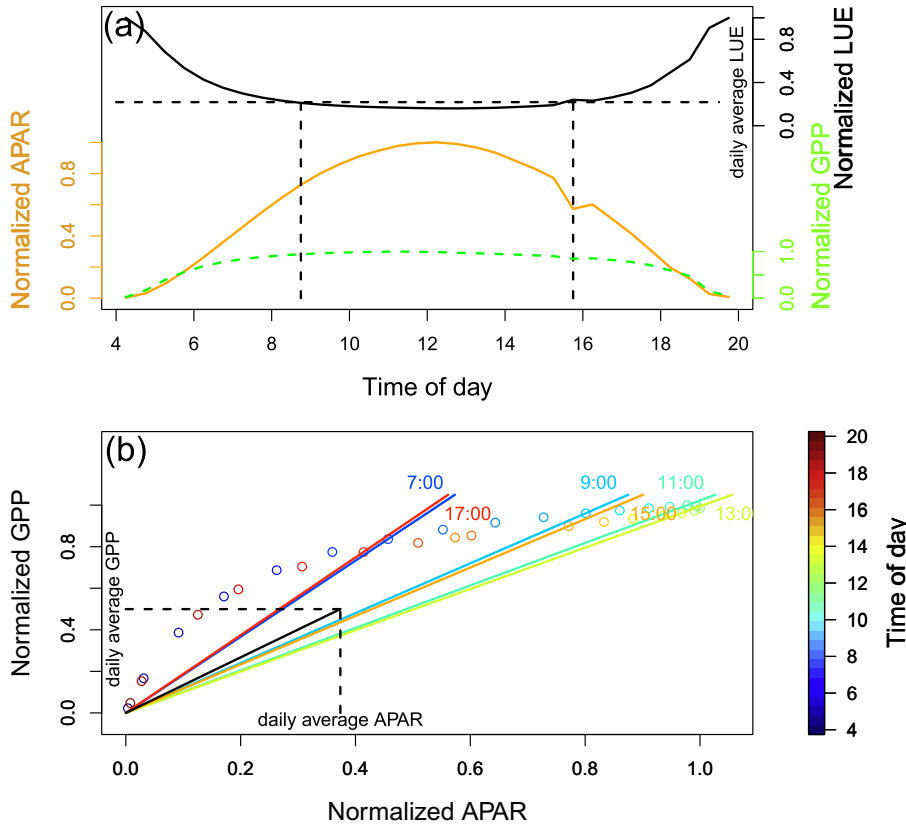 (a)
Normalized APAR
0.0 0.4 0.8
daily average LUE
0.0 0.4 0.8
Normalized LUE
0.0 1.0
Normalized GPP
4 6 8 10 12 14 16 18 20
Time of day
(b)
7:00 9:00 11:00
17:00 15:00 13:0
Normalized GPP
0.0 0.4 0.8
daily average GPP
daily average APAR
0.0 0.2 0.4 0.6 0.8 1.0
Normalized APAR
20
18
16
14
12
10
8
6
4
Time of day